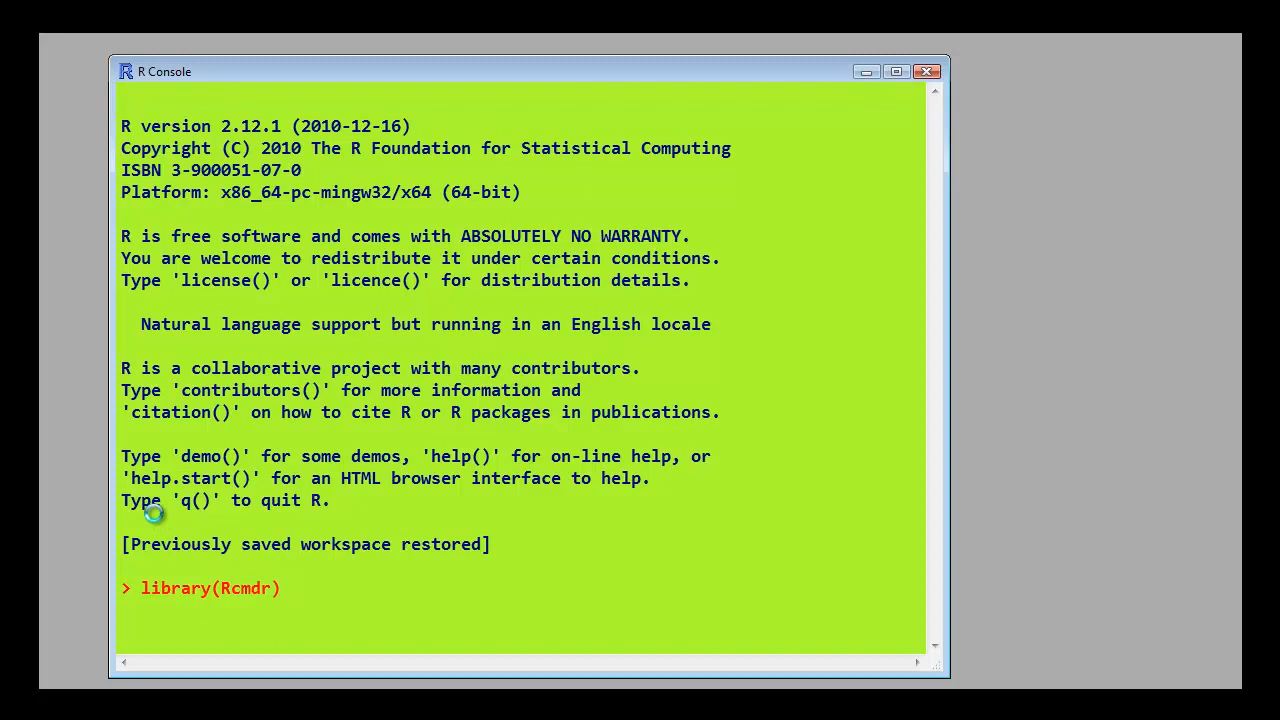 R Console
R version 2.12.1 (2010-12-16)
Copyright (C) 2010 The R Foundation for Statistical Computing
ISBN 3-900051-07-0
Platform: x86_64-pc-mingw32/x64 (64-bit)
R is free software and comes with ABSOLUTELY NO WARRANTY.
You are welcome to redistribute it under certain conditions.
Type 'license()' or 'licence()' for distribution details.
Natural language support but running in an English locale
R is a collaborative project with many contributors.
Type 'contributors()' for more information and
'citation()' on how to cite R or R packages in publications.
Type 'demo()' for some demos, 'help()' for on-line help, or
'help.start()' for an HTML browser interface to help.
Type 'q()' to quit R.
[Previously saved workspace restored]
> library(Rcmdr)